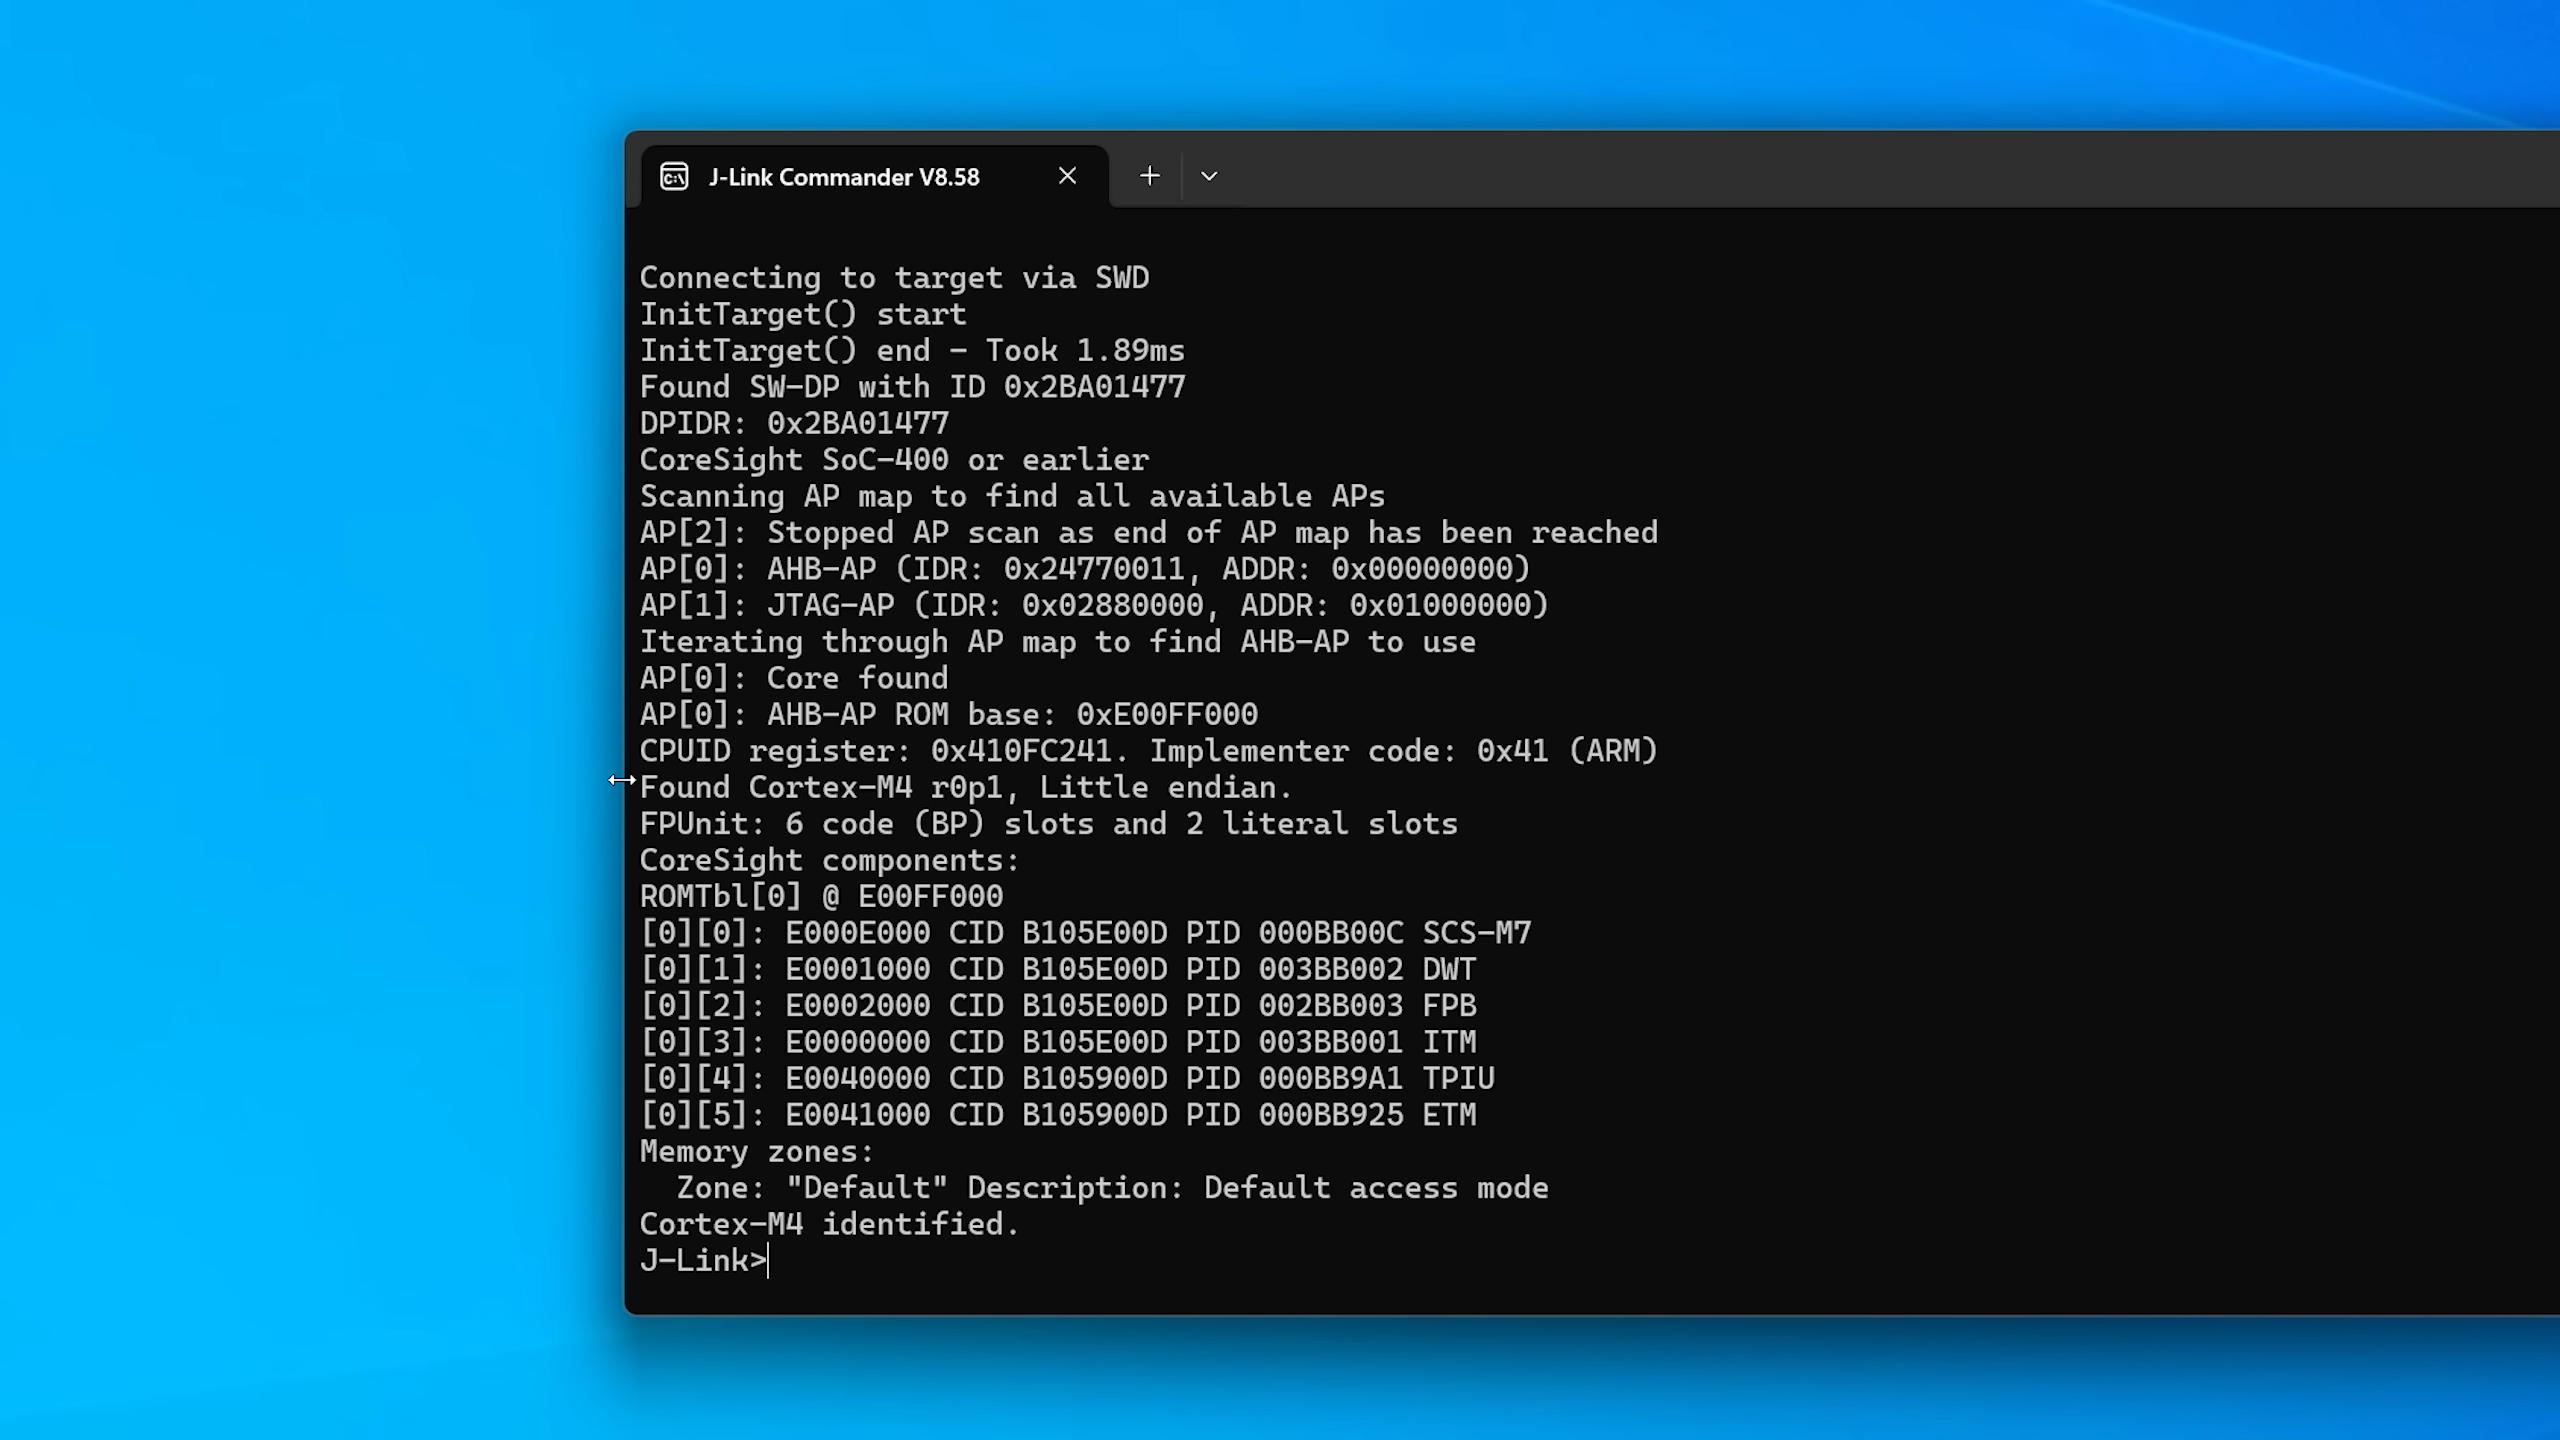 J-Link Commander V8.58
Connecting to target via SWD
InitTarget() start
InitTarget() end - Took 1.89ms
Found SW-DP with ID 0x2BA01477
DPIDR: 0x2BA01477
CoreSight SoC-400 or earlier
Scanning AP map to find all available APs
AP[2]: Stopped AP scan as end of AP map has been reached
AP[0]: AHB-AP (IDR: 0x24770011, ADDR: 0x00000000)
AP[1]: JTAG-AP (IDR: 0x02880000, ADDR: 0x01000000)
Iterating through AP map to find AHB-AP to use
AP[0]: Core found
AP[0]: AHB-AP ROM base: 0xE00FF000
CPUID register: 0x410FC241. Implementer code: 0x41 (ARM)
Found Cortex-M4 r0p1, Little endian.
FPUnit: 6 code (BP) slots and 2 literal slots
CoreSight components:
ROMTbl[0] @ E00FF000
[0][0]: E000E000 CID B105E00D PID 000BB00C SCS-M7
[0][1]: E0001000 CID B105E00D PID 003BB002 DWT
[0][2]: E0002000 CID B105E00D PID 002BB003 FPB
[0][3]: E0000000 CID B105E00D PID 003BB001 ITM
[0][4]: E0040000 CID B105900D PID 000BB9A1 TPIU
[0][5]: E0041000 CID B105900D PID 000BB925 ETM
Memory zones:
  Zone: "Default" Description: Default access mode
Cortex-M4 identified.
J-Link>